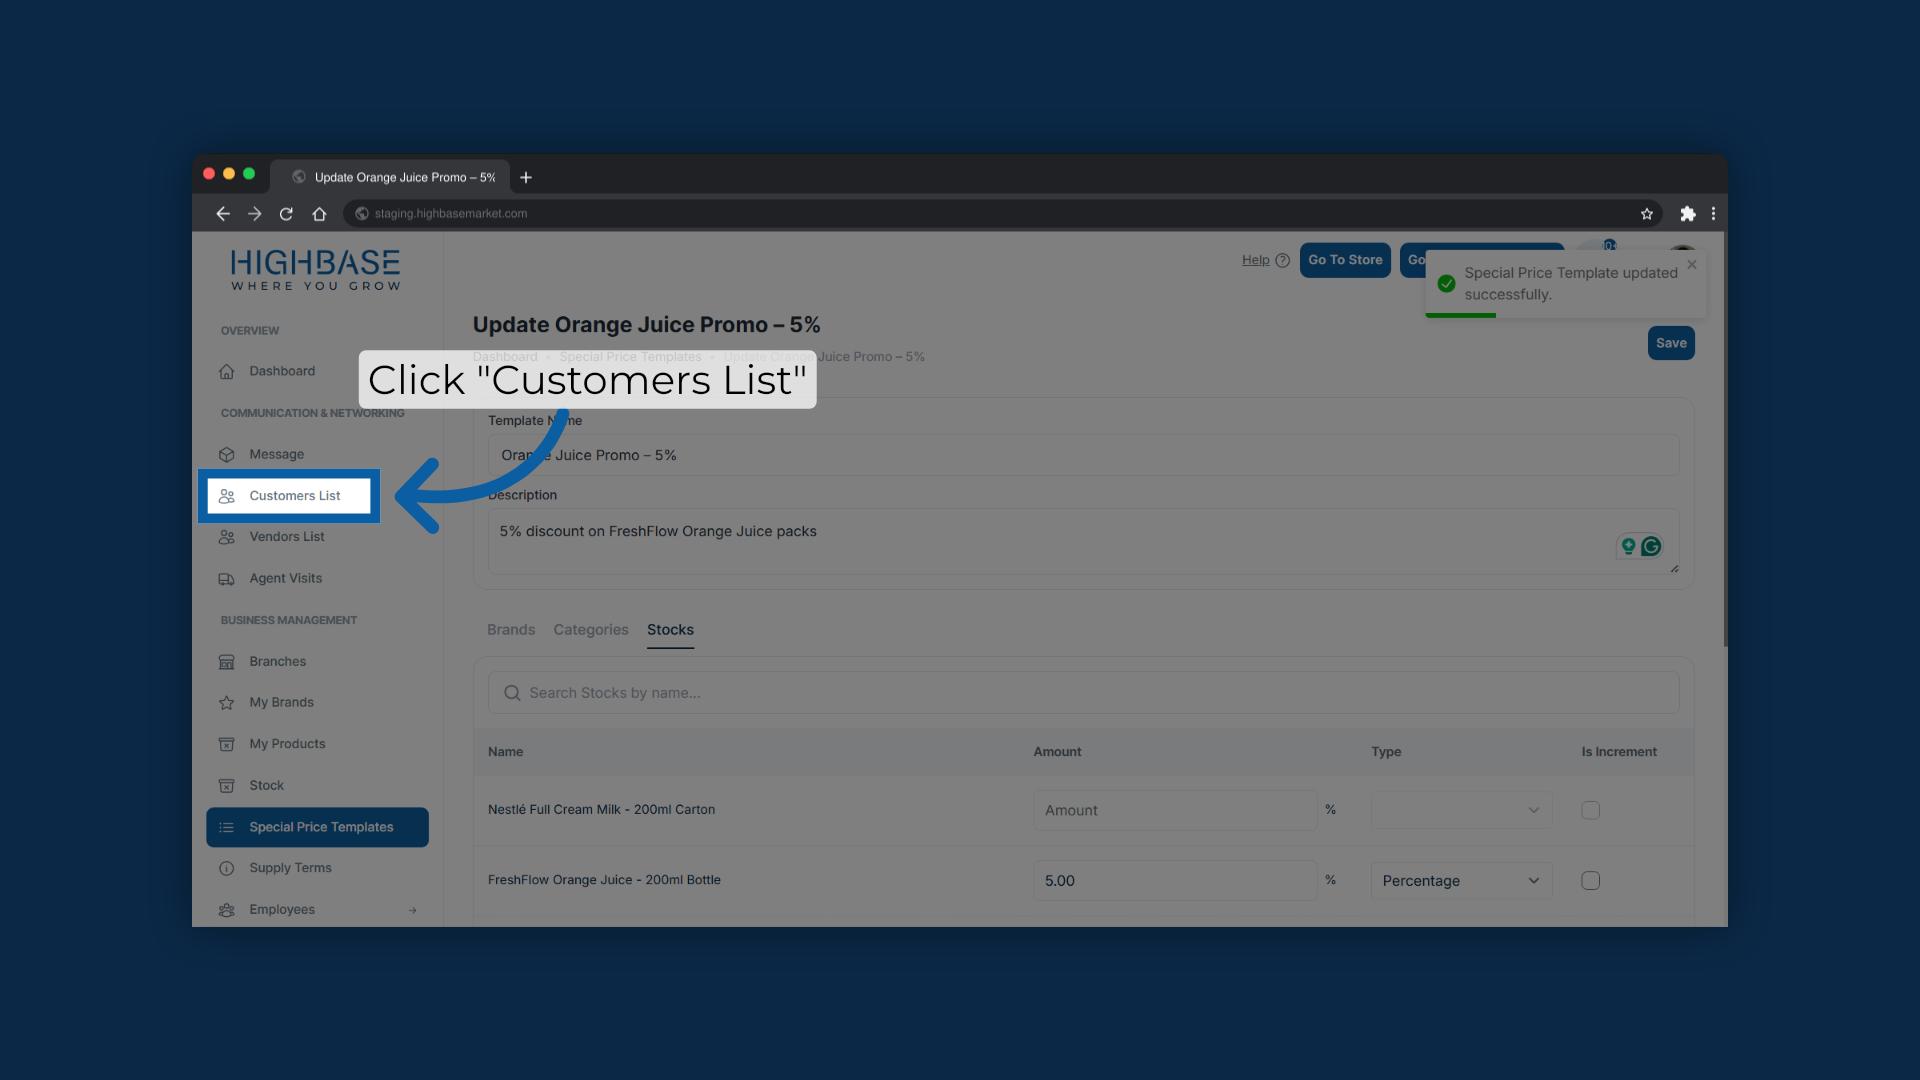 Update Orange Juice Promo – 5%
staging.highbasemarket.com
HIGHBASE
WHERE YOU GROW
Help
Go To Store
Go
10+
Special Price Template updated
successfully.
OVERVIEW
Dashboard
COMMUNICATION & NETWORKING
Message
Customers List
Vendors List
Agent Visits
BUSINESS MANAGEMENT
Branches
My Brands
My Products
Stock
Special Price Templates
Supply Terms
Employees
Update Orange Juice Promo – 5%
Save
Dashboard • Special Price Templates • Update Orange Juice Promo – 5%
Click "Customers List"
Template Name
Orange Juice Promo – 5%
Description
5% discount on FreshFlow Orange Juice packs
Brands Categories Stocks
Search Stocks by name...
Name Amount Type Is Increment
Nestlé Full Cream Milk - 200ml Carton Amount %
FreshFlow Orange Juice - 200ml Bottle 5.00 % Percentage